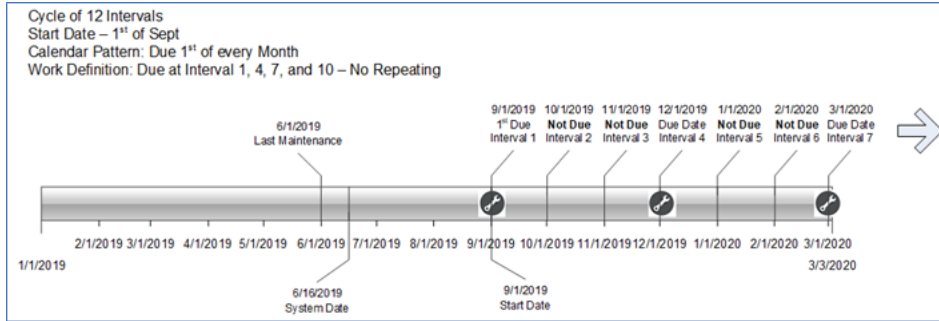 Cycle of 12 Intervals
Start Date – 1st of Sept
Calendar Pattern: Due 1st of every Month
Work Definition: Due at Interval 1, 4, 7, and 10 – No Repeating
9/1/2019 10/1/2019 11/1/2019 12/1/2019 1/1/2020 2/1/2020 3/1/2020
1st Due Not Due Not Due Due Date Not Due Not Due Due Date
Interval 1 Interval 2 Interval 3 Interval 4 Interval 5 Interval 6 Interval 7
6/1/2019
Last Maintenance
2/1/2019 3/1/2019 4/1/2019 5/1/2019 6/1/2019 7/1/2019 8/1/2019 9/1/2019 10/1/2019 11/1/2019 12/1/2019 1/1/2020 2/1/2020 3/1/2020
1/1/2019 3/3/2020
6/16/2019
System Date
9/1/2019
Start Date